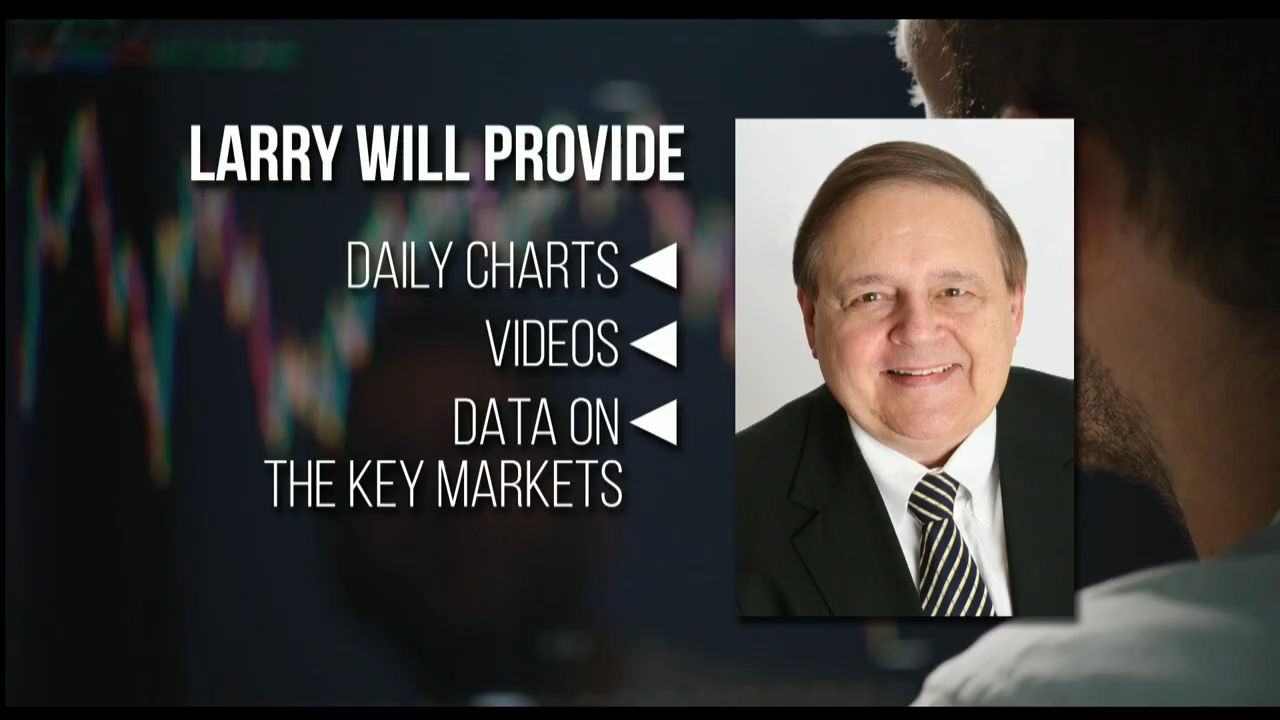 LARRY WILL PROVIDE
DAILY CHARTS
VIDEOS
DATA ON
THE KEY MARKETS